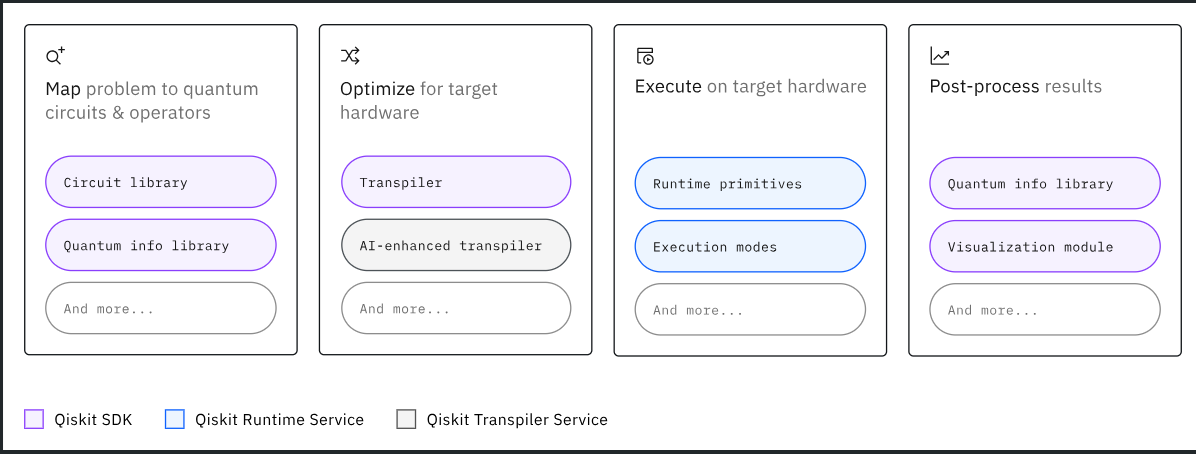 Map problem to quantum
circuits & operators
Circuit library
Quantum info library
And more...
Optimize for target
hardware
Transpiler
AI-enhanced transpiler
And more...
Execute on target hardware
Runtime primitives
Execution modes
And more...
Post-process results
Quantum info library
Visualization module
And more...
Qiskit SDK
Qiskit Runtime Service
Qiskit Transpiler Service